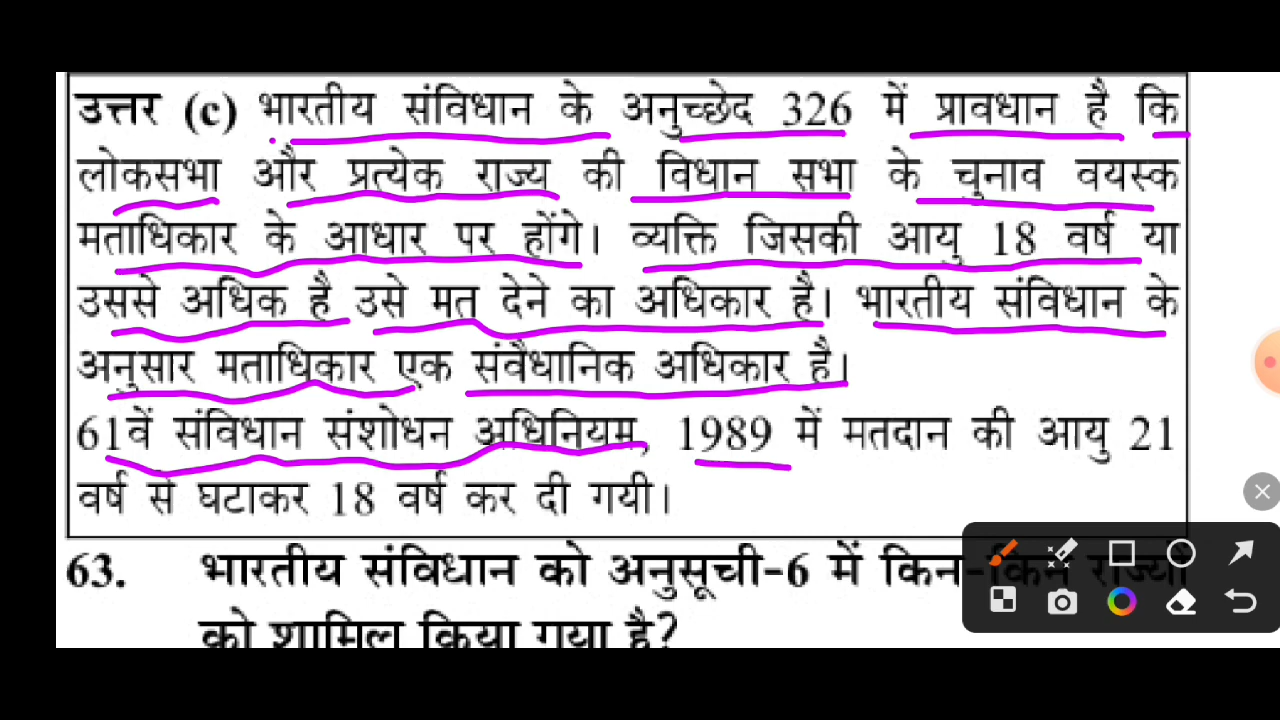 उत्तर (c) भारतीय संविधान के अनुच्छेद 326 में प्रावधान है कि
लोकसभा और प्रत्येक राज्य की विधान सभा के चुनाव वयस्क
मताधिकार के आधार पर होंगे। व्यक्ति जिसकी आयु 18 वर्ष या
उससे अधिक है उसे मत देने का अधिकार है। भारतीय संविधान के
अनुसार मताधिकार एक संवैधानिक अधिकार है।
61वें संविधान संशोधन अधिनियम, 1989 में मतदान की आयु 21
वर्ष से घटाकर 18 वर्ष कर दी गयी।
63. भारतीय संविधान को अनुसूची-6 में किन-किन राज्यों
को शामिल किया गया है?